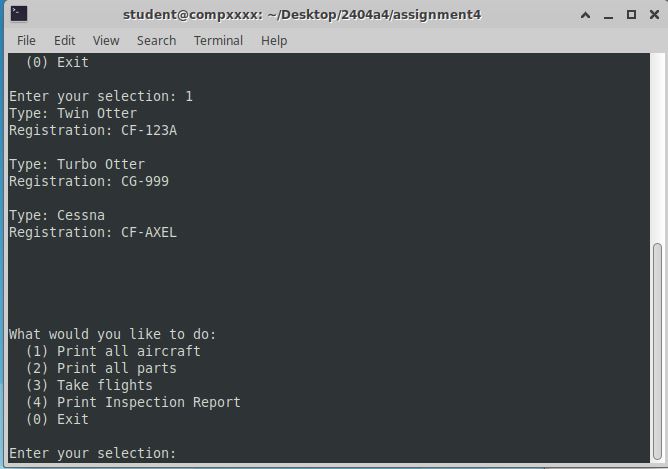 student@compxxxx: ~/Desktop/2404a4/assignment4
File Edit View Search Terminal Help
(0) Exit
Enter your selection: 1
Type: Twin Otter
Registration: CF-123A
Type: Turbo Otter
Registration: CG-999
Type: Cessna
Registration: CF-AXEL
What would you like to do:
(1) Print all aircraft
(2) Print all parts
(3) Take flights
(4) Print Inspection Report
(0) Exit
Enter your selection: